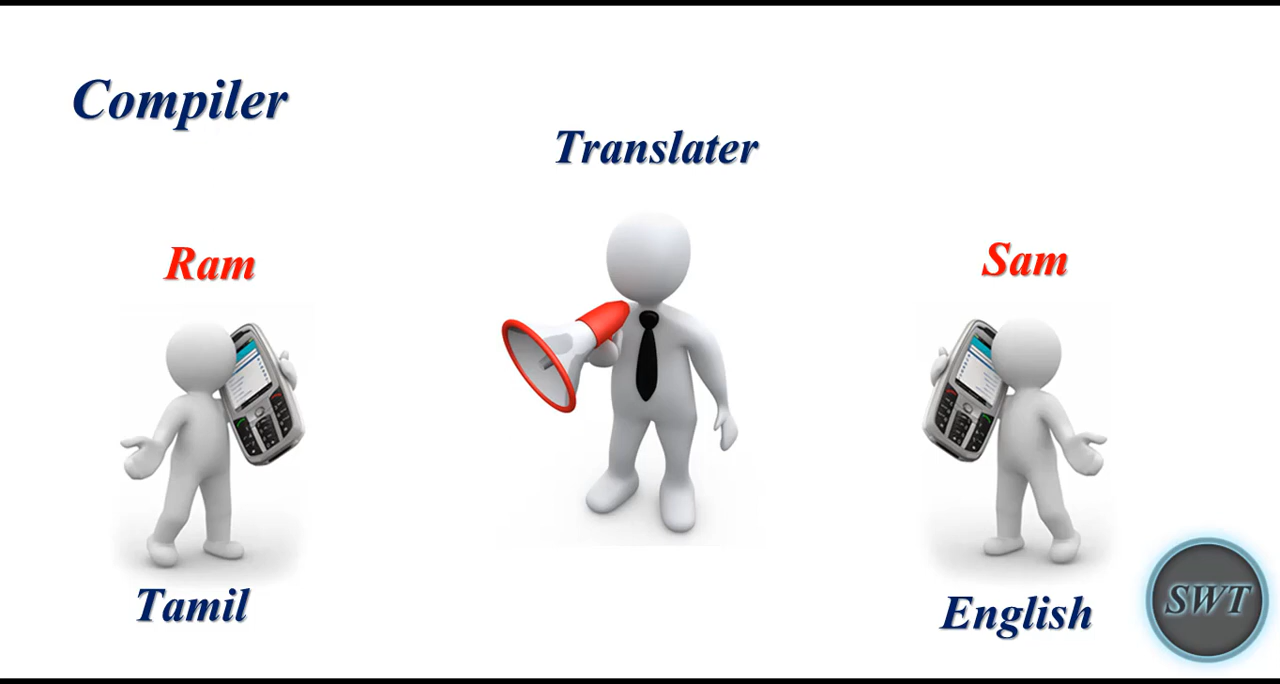 Compiler
Translater
Ram
Sam
Tamil
English
SWT